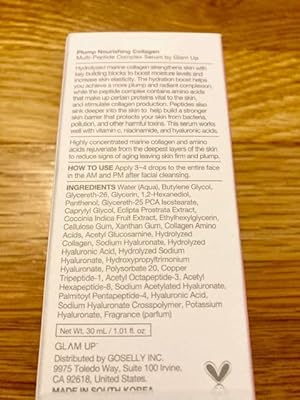 Plump Nourishing Collagen
Multi-Peptide Complex Serum by Glam Up
Hydrolyzed marine collagen strengthens skin with
key building blocks to boost moisture levels and
increase skin elasticity. The hydration boost helps
you achieve a more plump and radiant complexion,
while the peptide complex contains amino acids
that make up certain proteins vital for the skin,
and stimulate collagen production. Peptides also
sink deeper into the skin to help build a stronger
skin barrier that protects your skin from bacteria,
pollution, and other harmful toxins. This serum works
well with vitamin c, niacinamide, and hyaluronic acids.
Highly concentrated marine collagen and amino
acids rejuvenate from the deepest layers of the skin
to reduce signs of aging leaving skin firm and plump.
HOW TO USE Apply 3~4 drops to the entire face
in the AM and PM after facial cleansing.
INGREDIENTS Water (Aqua), Butylene Glycol,
Glycereth-26, Glycerin, 1,2-Hexanediol,
Panthenol, Glycereth-25 PCA Isostearate,
Caprylyl Glycol, Eclipta Prostrata Extract,
Coccinia Indica Fruit Extract, Ethylhexylglycerin,
Cellulose Gum, Xanthan Gum, Collagen Amino
Acids, Acetyl Glucosamine, Hydrolyzed
Collagen, Sodium Hyaluronate, Hydrolyzed
Hyaluronic Acid, Hydrolyzed Sodium
Hyaluronate, Hydroxypropyltrimonium
Hyaluronate, Polysorbate 20, Copper
Tripeptide-1, Acetyl Octapeptide-3, Acetyl
Hexapeptide-8, Sodium Acetylated Hyaluronate,
Palmitoyl Pentapeptide-4, Hyaluronic Acid,
Sodium Hyaluronate Crosspolymer, Potassium
Hyaluronate, Fragrance (parfum)
Net Wt. 30 mL / 1.01 fl. oz.
GLAM UP
Distributed by GOSELLY INC.
9975 Toledo Way, Suite 100 Irvine,
CA 92618, United States.
MADE IN SOUTH KOREA